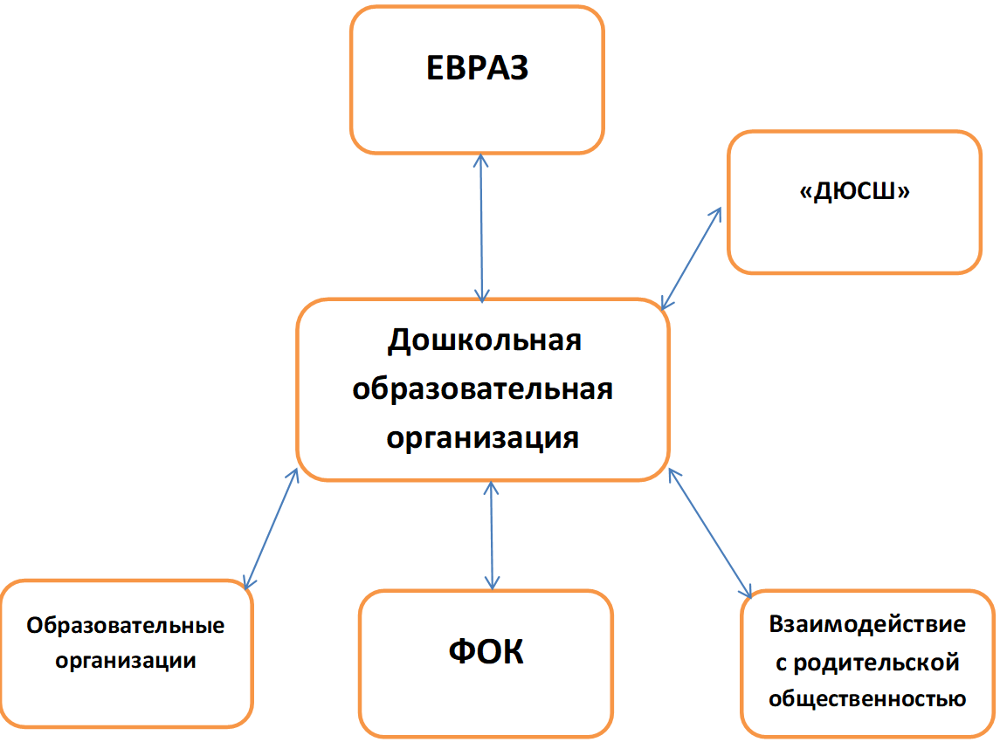 ЕВРАЗ
«ДЮСШ»
Дошкольная
образовательная
организация
Образовательные
организации
ФОК
Взаимодействие
с родительской
общественностью